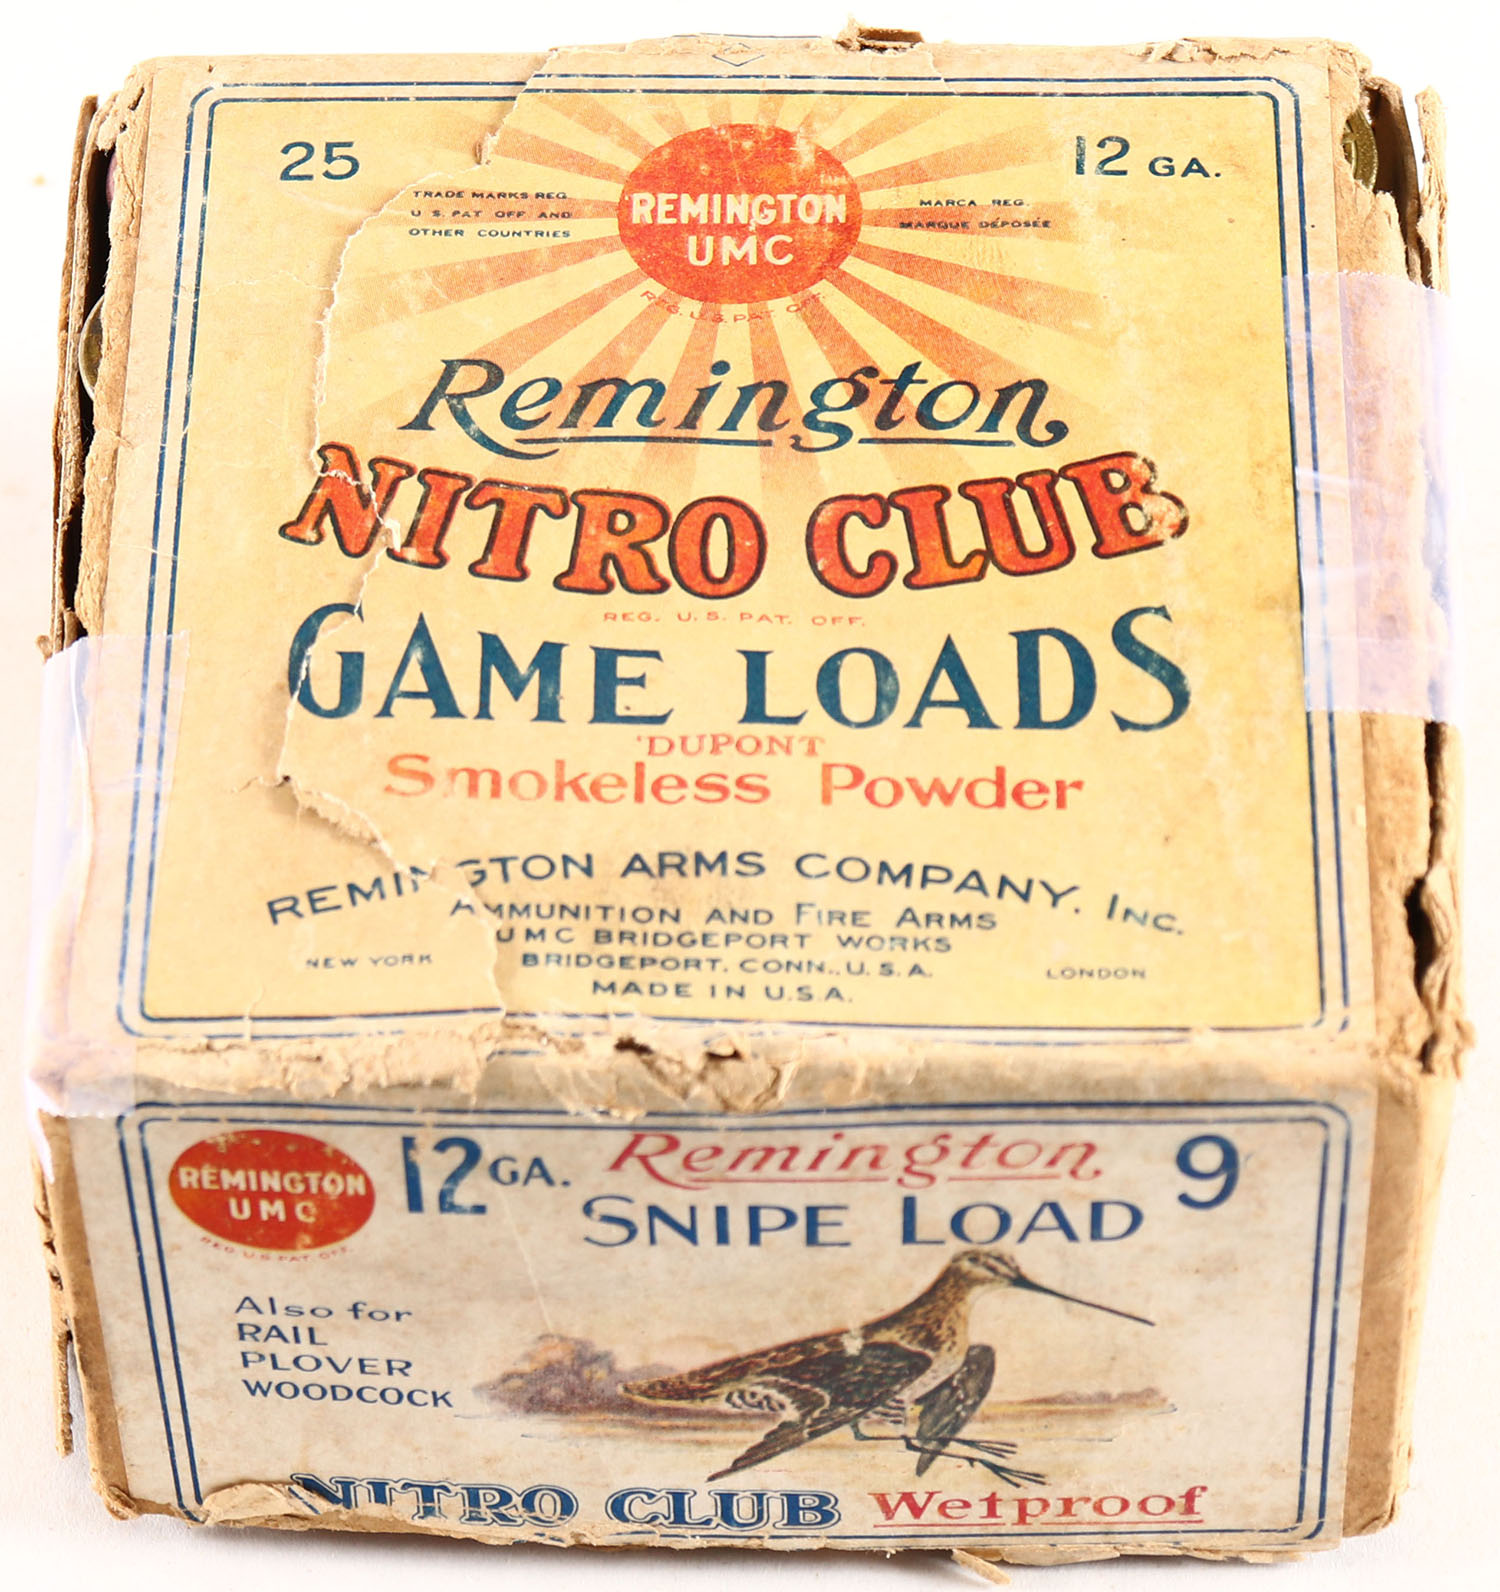 25
12 GA.
TRADE MARKS REG.
U.S. PAT. OFF. AND
OTHER COUNTRIES
REMINGTON
UMC
REG. U.S. PAT. OFF.
MARCA REG.
MARQUE DÉPOSÉE
Remington
NITRO CLUB
REG. U.S. PAT. OFF.
GAME LOADS
DUPONT
Smokeless Powder
REMINGTON ARMS COMPANY, INC.
AMMUNITION AND FIRE ARMS
UMC BRIDGEPORT WORKS
NEW YORK BRIDGEPORT, CONN., U.S.A. LONDON
MADE IN U.S.A.
REMINGTON
UMC
REG. U.S. PAT. OFF.
12 GA. Remington 9
SNIPE LOAD
Also for
RAIL
PLOVER
WOODCOCK
NITRO CLUB Wetproof